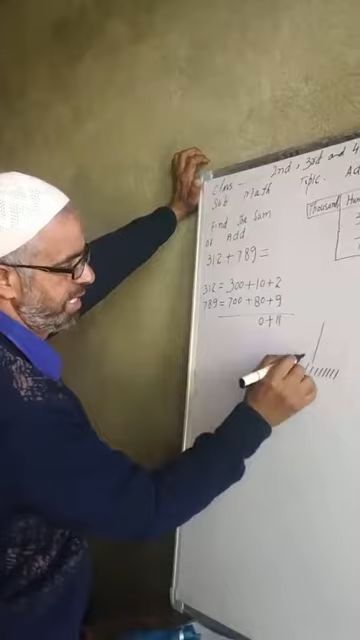 Class:- 2nd, 3rd and 4
Sub Math Topic.. Ad
Find The Sum
or Add
312 + 789 =
Thousand Hun
312 = 300 + 10 + 2
789 = 700 + 80 + 9
0 + 11